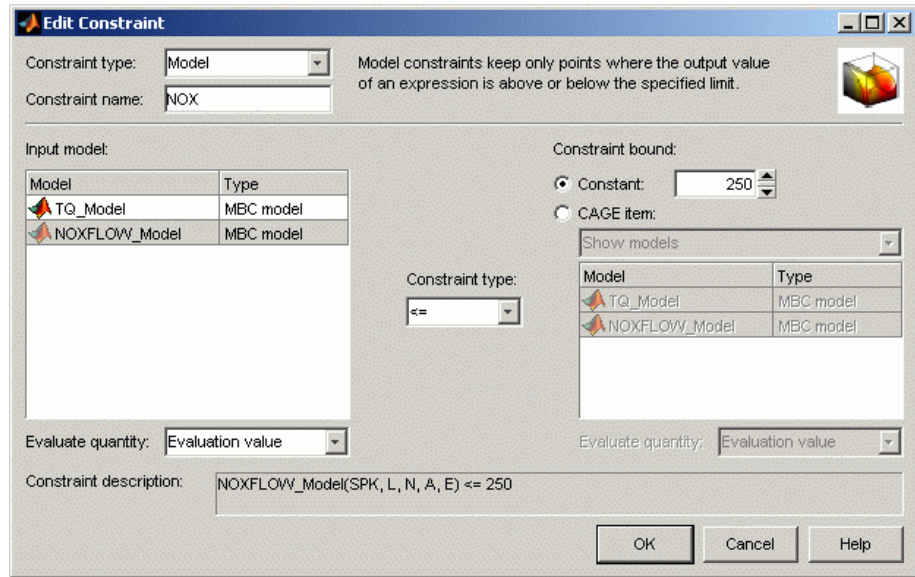 Edit Constraint
Constraint type: Model
Constraint name: NOX
Model constraints keep only points where the output value
of an expression is above or below the specified limit.
Input model:
Model Type
TQ_Model MBC model
NOXFLOW_Model MBC model
Evaluate quantity: Evaluation value
Constraint type:
<=
Constraint bound:
Constant: 250
CAGE item:
Show models
Model Type
TQ_Model MBC model
NOXFLOW_Model MBC model
Evaluate quantity: Evaluation value
Constraint description: NOXFLOW_Model(SPK, L, N, A, E) <= 250
OK Cancel Help